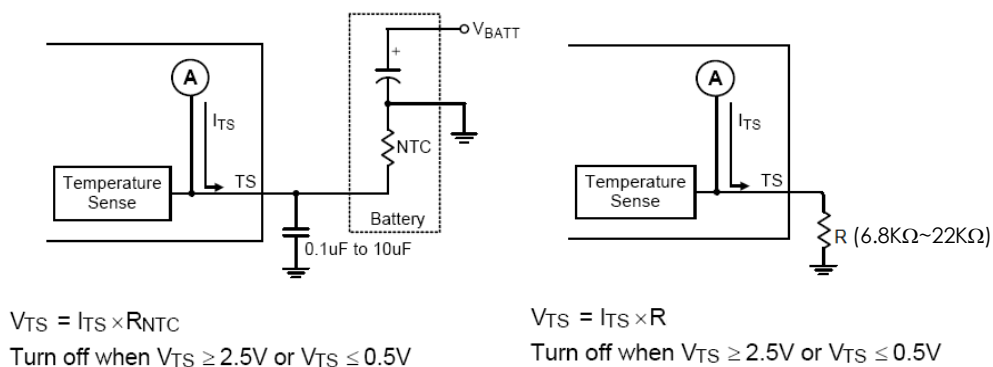 A
ITS
Temperature
Sense
TS
+
VBATT
NTC
Battery
0.1uF to 10uF
VTS = ITS ×RNTC
Turn off when VTS ≥ 2.5V or VTS ≤ 0.5V
A
ITS
Temperature
Sense
TS
R (6.8KΩ~22KΩ)
VTS = ITS ×R
Turn off when VTS ≥ 2.5V or VTS ≤ 0.5V